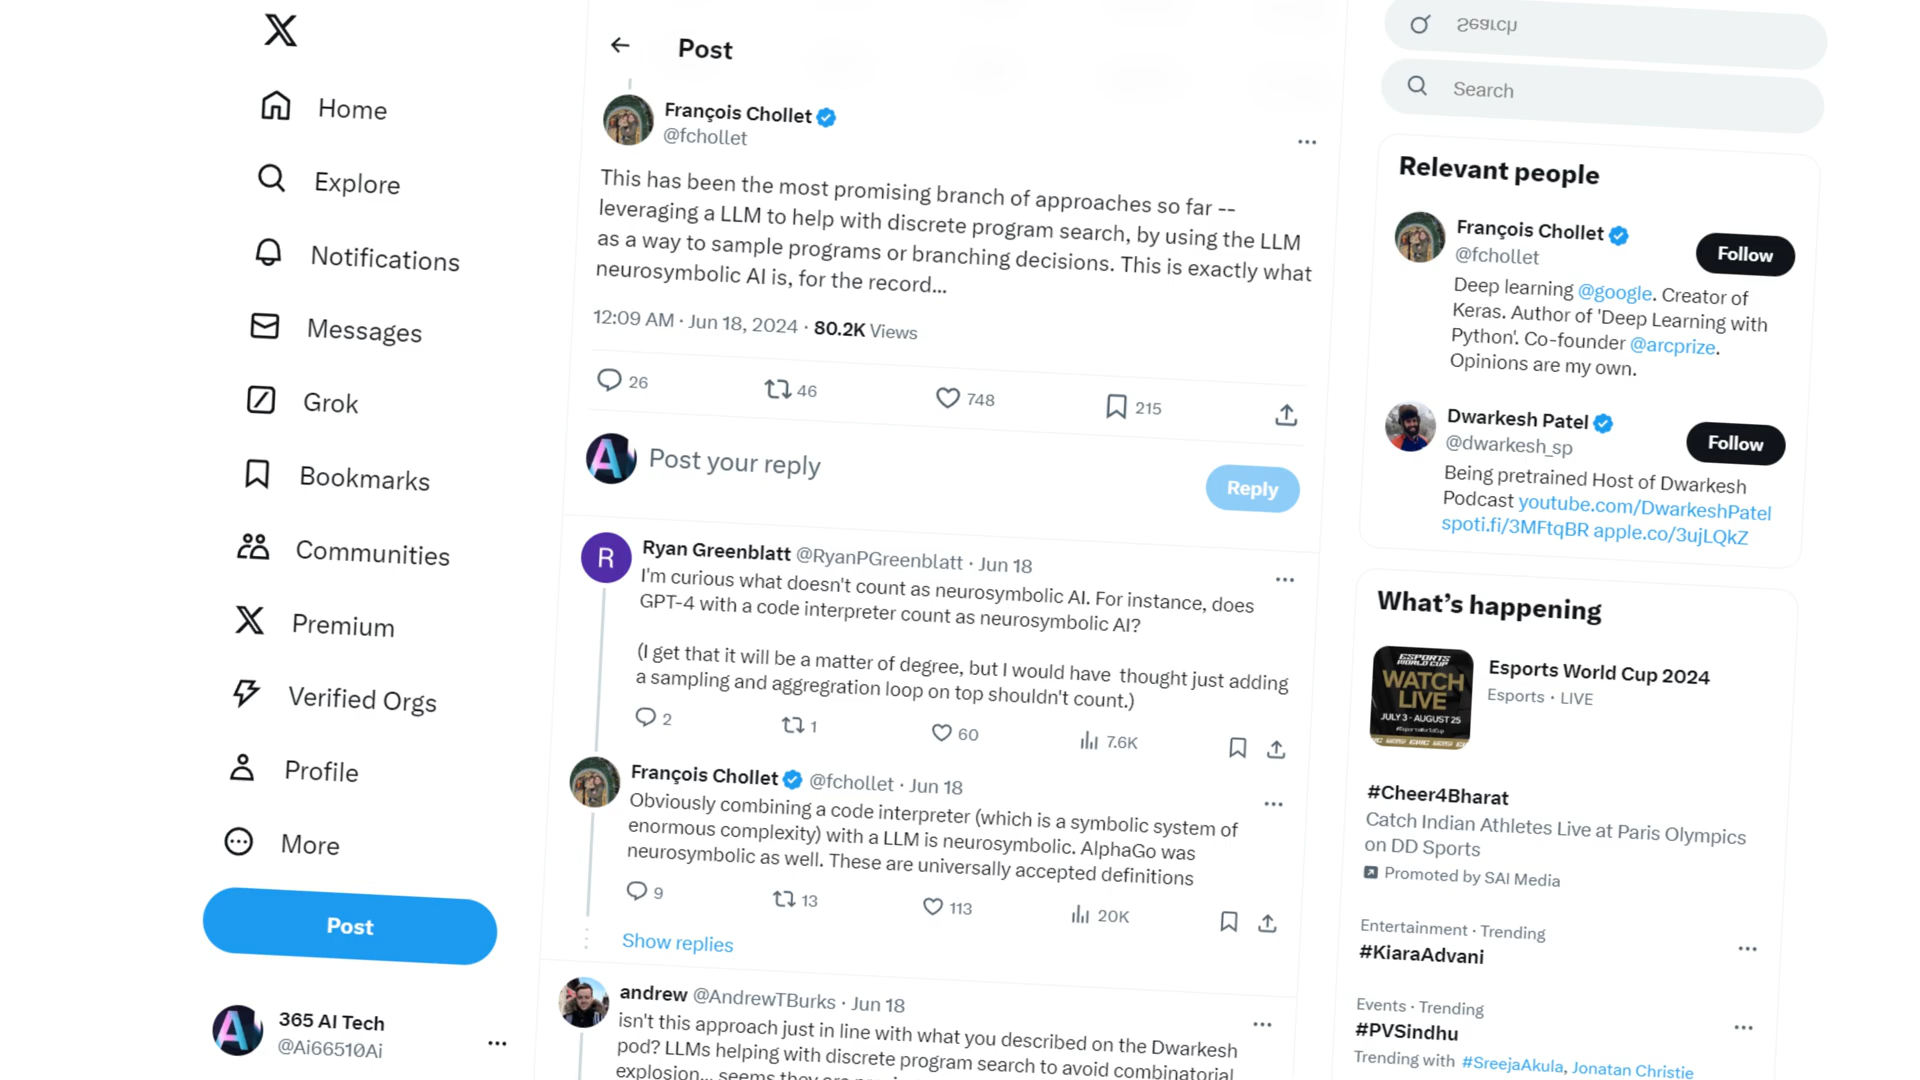 Home
Explore
Notifications
Messages
Grok
Bookmarks
Communities
Premium
Verified Orgs
Profile
More
Post
365 AI Tech
@Ai66510Ai
Post
François Chollet
@fchollet
This has been the most promising branch of approaches so far --
leveraging a LLM to help with discrete program search, by using the LLM
as a way to sample programs or branching decisions. This is exactly what
neurosymbolic AI is, for the record...
12:09 AM · Jun 18, 2024 · 80.2K Views
26 46 748 215
Post your reply
Reply
Ryan Greenblatt @RyanPGreenblatt · Jun 18
I'm curious what doesn't count as neurosymbolic AI. For instance, does
GPT-4 with a code interpreter count as neurosymbolic AI?
(I get that it will be a matter of degree, but I would have thought just adding
a sampling and aggregration loop on top shouldn't count.)
2 1 60 7.6K
François Chollet @fchollet · Jun 18
Obviously combining a code interpreter (which is a symbolic system of
enormous complexity) with a LLM is neurosymbolic. AlphaGo was
neurosymbolic as well. These are universally accepted definitions
9 13 113 20K
Show replies
andrew @AndrewTBurks · Jun 18
isn't this approach just in line with what you described on the Dwarkesh
pod? LLMs helping with discrete program search to avoid combinatorial
explosion... seems they are
Search
Search
Relevant people
François Chollet
@fchollet
Follow
Deep learning @google. Creator of
Keras. Author of 'Deep Learning with
Python'. Co-founder @arcprize.
Opinions are my own.
Dwarkesh Patel
@dwarkesh_sp
Follow
Being pretrained Host of Dwarkesh
Podcast youtube.com/DwarkeshPatel
spoti.fi/3MFtqBR apple.co/3ujLQkZ
What's happening
ESPORTS
WORLD CUP
WATCH
LIVE
JULY 3 - AUGUST 25
Esports World Cup 2024
Esports · LIVE
#Cheer4Bharat
Catch Indian Athletes Live at Paris Olympics
on DD Sports
Promoted by SAI Media
Entertainment · Trending
#KiaraAdvani
Events · Trending
#PVSindhu
Trending with #SreejaAkula, Jonatan Christie